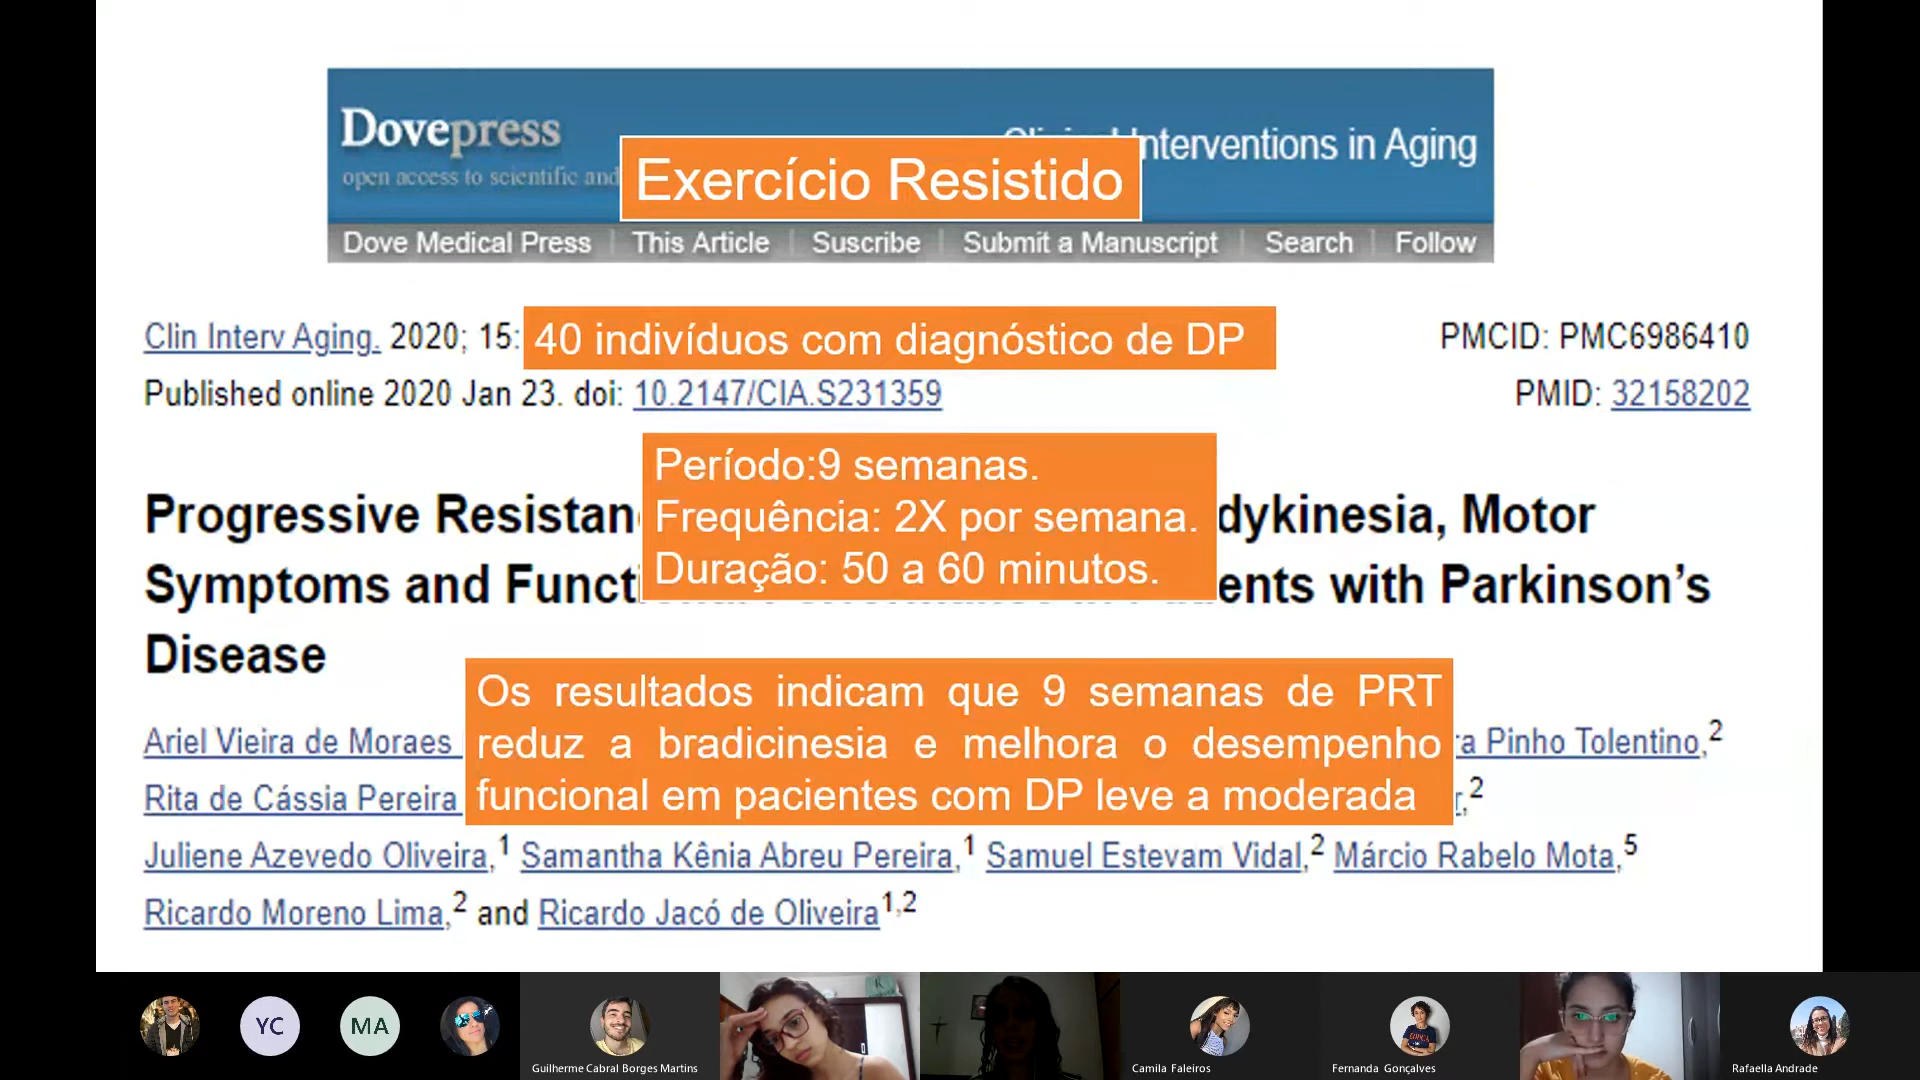 Dovepress
open access to scientific and
nterventions in Aging
Exercício Resistido
Dove Medical Press | This Article | Suscribe | Submit a Manuscript | Search | Follow
Clin Interv Aging. 2020; 15:
40 indivíduos com diagnóstico de DP
PMCID: PMC6986410
Published online 2020 Jan 23. doi: 10.2147/CIA.S231359
PMID: 32158202
Período:9 semanas.
Frequência: 2X por semana.
Duração: 50 a 60 minutos.
Progressive Resistan dykinesia, Motor
Symptoms and Functi ents with Parkinson’s
Disease
Os resultados indicam que 9 semanas de PRT
reduz a bradicinesia e melhora o desempenho
funcional em pacientes com DP leve a moderada
Ariel Vieira de Moraes ra Pinho Tolentino,2
Rita de Cássia Pereira r,2
Juliene Azevedo Oliveira,1 Samantha Kênia Abreu Pereira,1 Samuel Estevam Vidal,2 Márcio Rabelo Mota,5
Ricardo Moreno Lima,2 and Ricardo Jacó de Oliveira1,2
YC
MA
Guilherme Cabral Borges Martins
Camila Faleiros
Fernanda Gonçalves
Rafaella Andrade